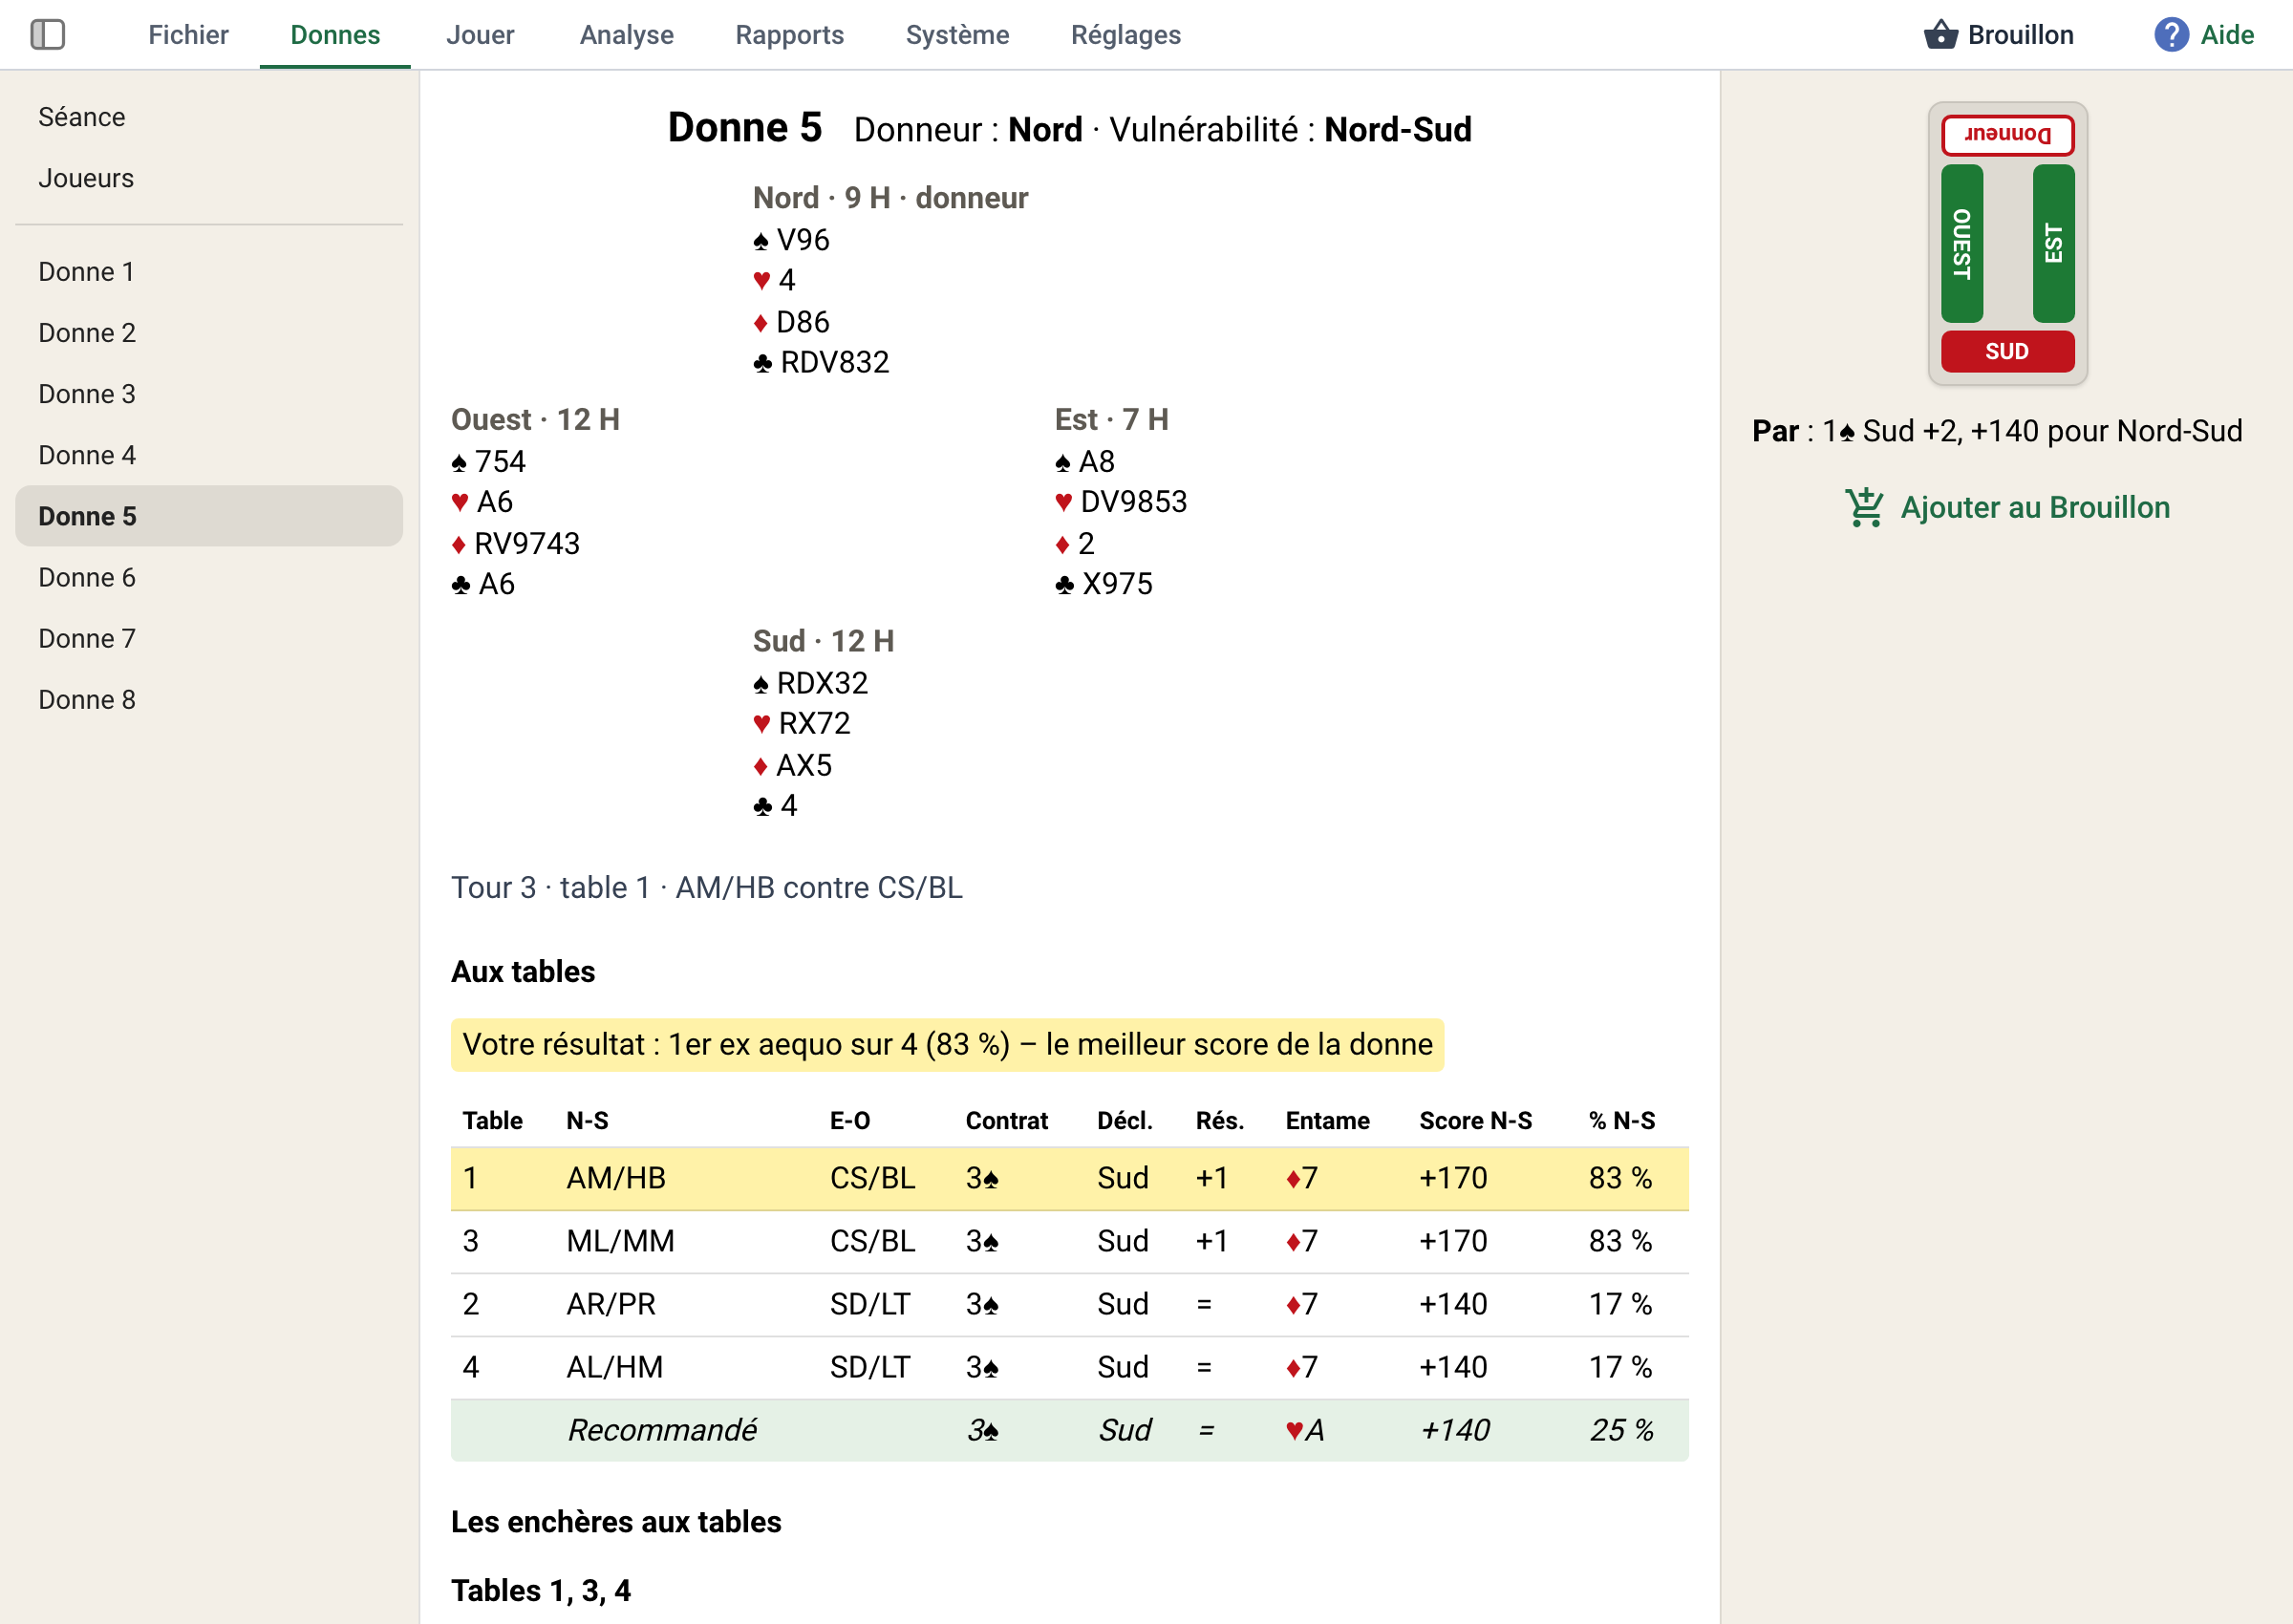 Fichier Donnes Jouer Analyse Rapports Système Réglages Brouillon ? Aide
Séance
Joueurs
Donne 1
Donne 2
Donne 3
Donne 4
Donne 5
Donne 6
Donne 7
Donne 8
Donne 5 Donneur : Nord · Vulnérabilité : Nord-Sud
Nord · 9 H · donneur
♠ V96
♥ 4
♦ D86
♣ RDV832
Ouest · 12 H
♠ 754
♥ A6
♦ RV9743
♣ A6
Est · 7 H
♠ A8
♥ DV9853
♦ 2
♣ X975
Sud · 12 H
♠ RDX32
♥ RX72
♦ AX5
♣ 4
Tour 3 · table 1 · AM/HB contre CS/BL
Aux tables
Votre résultat : 1er ex aequo sur 4 (83 %) – le meilleur score de la donne
Table N-S E-O Contrat Décl. Rés. Entame Score N-S % N-S
1 AM/HB CS/BL 3♠ Sud +1 ♦7 +170 83 %
3 ML/MM CS/BL 3♠ Sud +1 ♦7 +170 83 %
2 AR/PR SD/LT 3♠ Sud = ♦7 +140 17 %
4 AL/HM SD/LT 3♠ Sud = ♦7 +140 17 %
Recommandé 3♠ Sud = ♥A +140 25 %
Les enchères aux tables
Tables 1, 3, 4
Donneur
OUEST
EST
SUD
Par : 1♠ Sud +2, +140 pour Nord-Sud
Ajouter au Brouillon